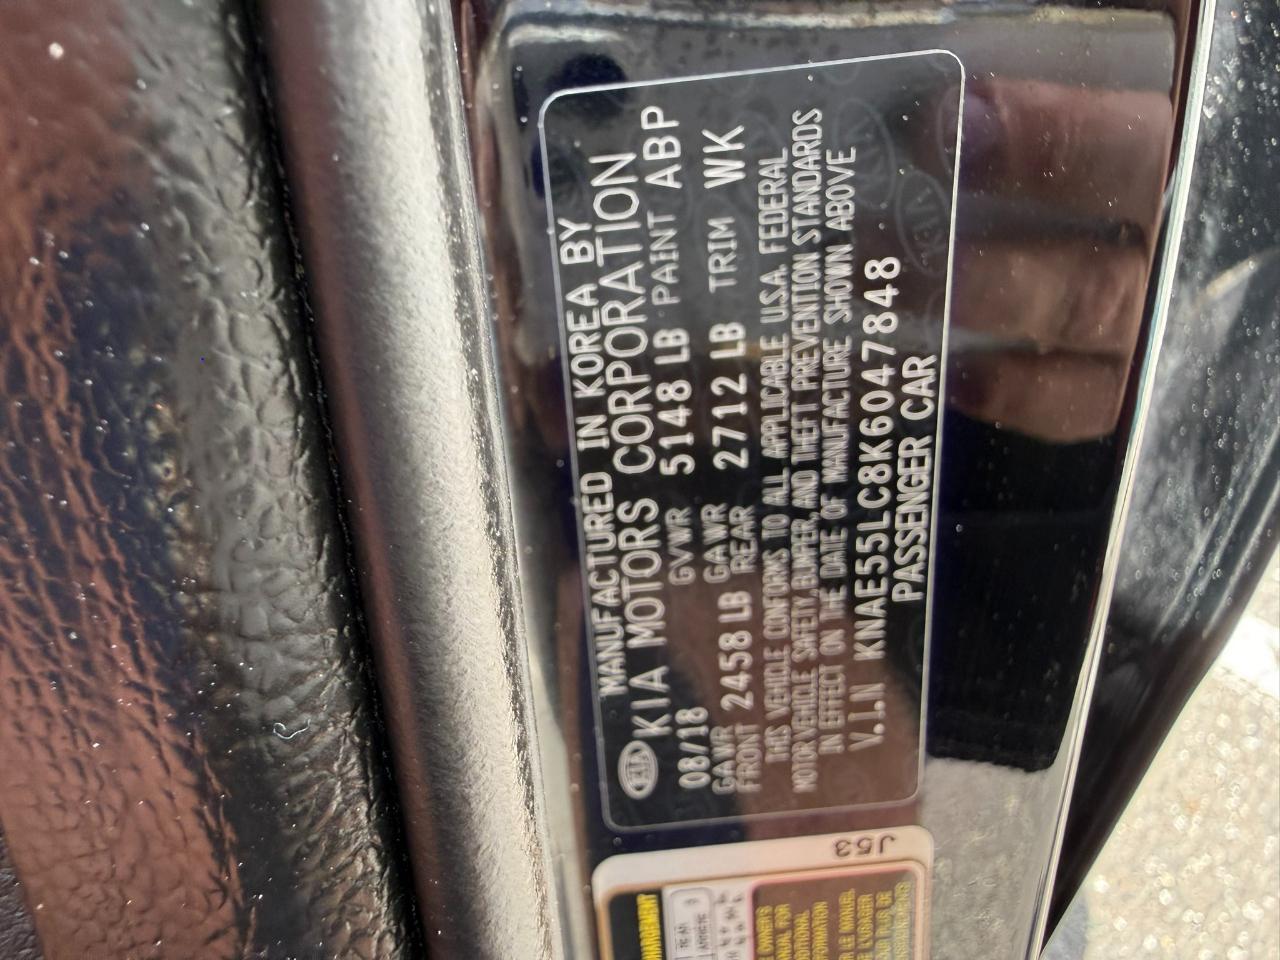 MANUFACTURED IN KOREA BY
KIA KIA MOTORS CORPORATION
08/18 GVWR 5148 LB PAINT ABP
GAWR FRONT 2458 LB GAWR REAR 2712 LB TRIM WK
THIS VEHICLE CONFORMS TO ALL APPLICABLE U.S.A. FEDERAL
MOTOR VEHICLE SAFETY, BUMPER, AND THEFT PREVENTION STANDARDS
IN EFFECT ON THE DATE OF MANUFACTURE SHOWN ABOVE
V.I.N KNAE55LC8K6047848
PASSENGER CAR
J53